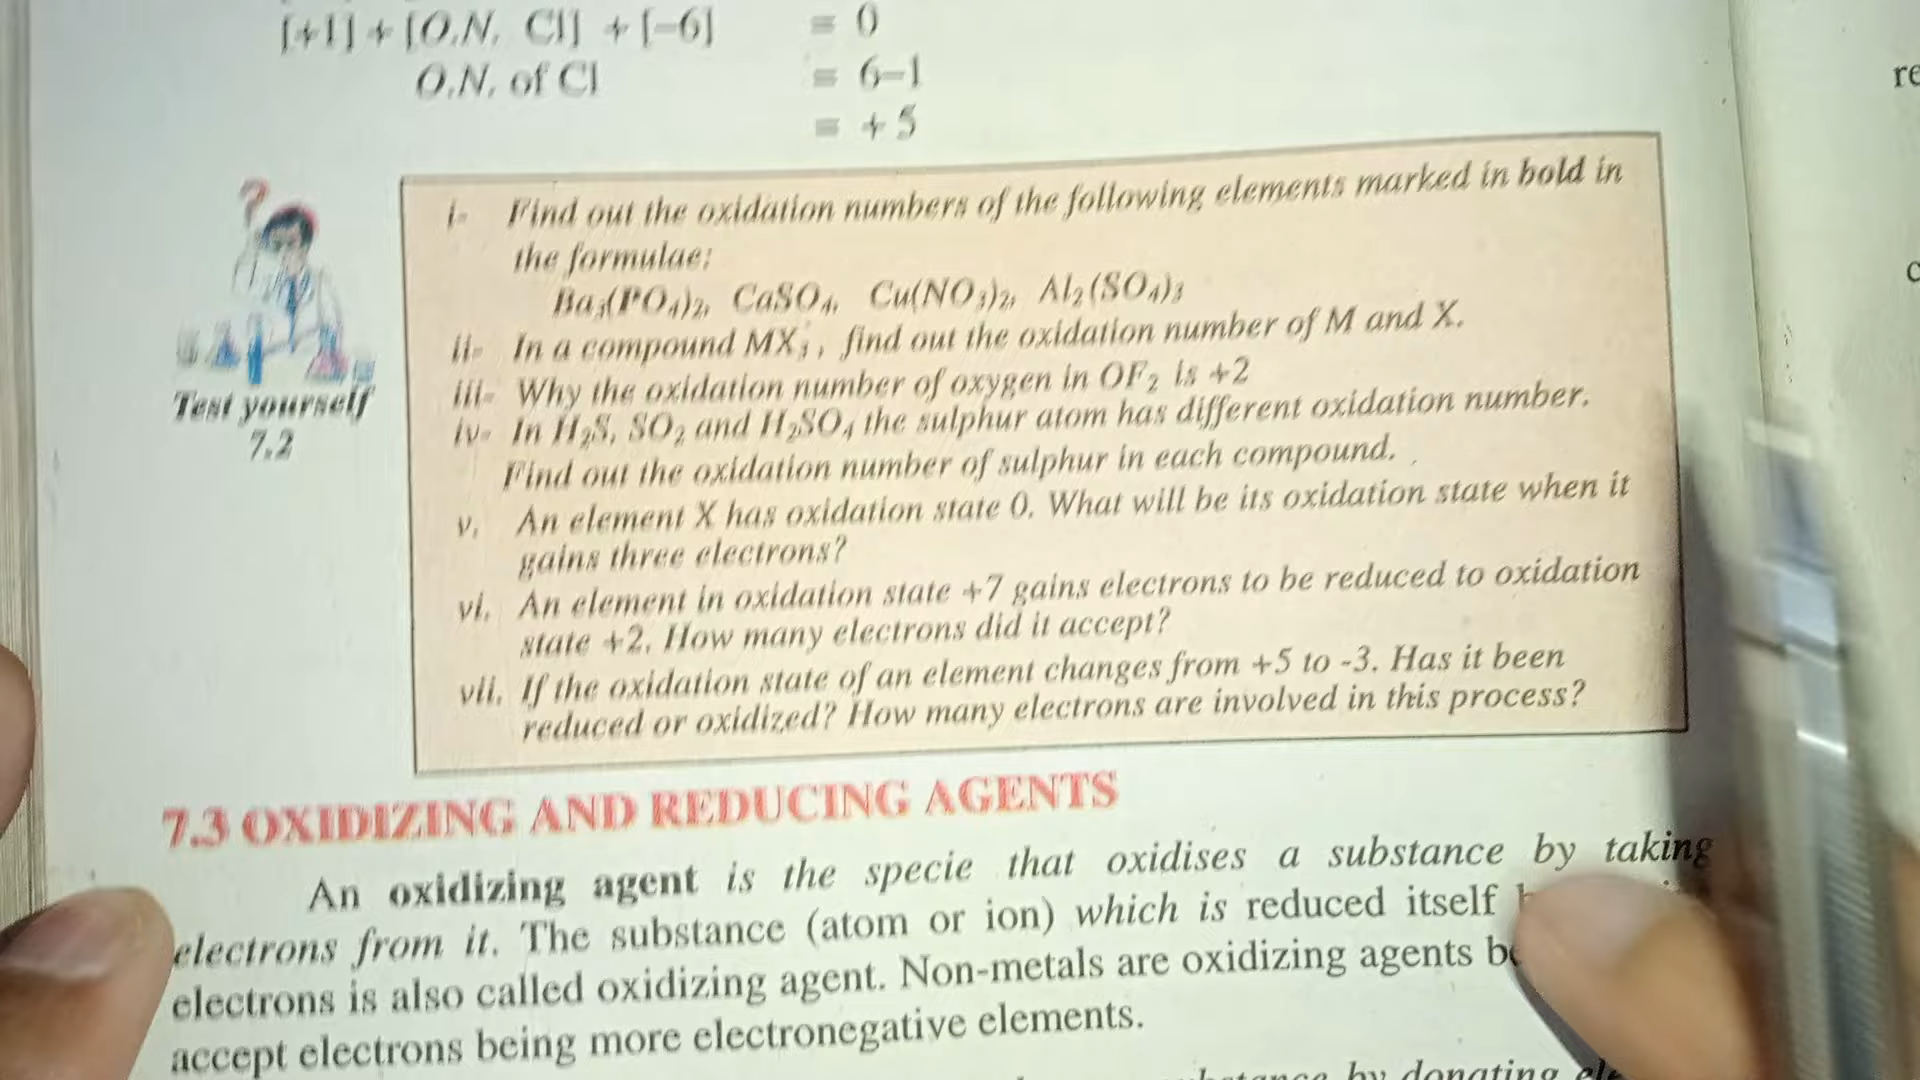 [+1] + [O.N. Cl] + [−6] = 0
O.N. of Cl = 6−1
= + 5
Test yourself
7.2
i- Find out the oxidation numbers of the following elements marked in bold in
the formulae:
Ba₃(PO₄)₂, CaSO₄, Cu(NO₃)₂, Al₂(SO₄)₃
ii- In a compound MX₃, find out the oxidation number of M and X.
iii- Why the oxidation number of oxygen in OF₂ is +2
iv- In H₂S, SO₂ and H₂SO₄ the sulphur atom has different oxidation number.
Find out the oxidation number of sulphur in each compound.
v. An element X has oxidation state 0. What will be its oxidation state when it
gains three electrons?
vi. An element in oxidation state +7 gains electrons to be reduced to oxidation
state +2. How many electrons did it accept?
vii. If the oxidation state of an element changes from +5 to -3. Has it been
reduced or oxidized? How many electrons are involved in this process?
7.3 OXIDIZING AND REDUCING AGENTS
An oxidizing agent is the specie that oxidises a substance by taking
electrons from it. The substance (atom or ion) which is reduced itself
electrons is also called oxidizing agent. Non-metals are oxidizing agents
accept electrons being more electronegative elements.
by donating
re